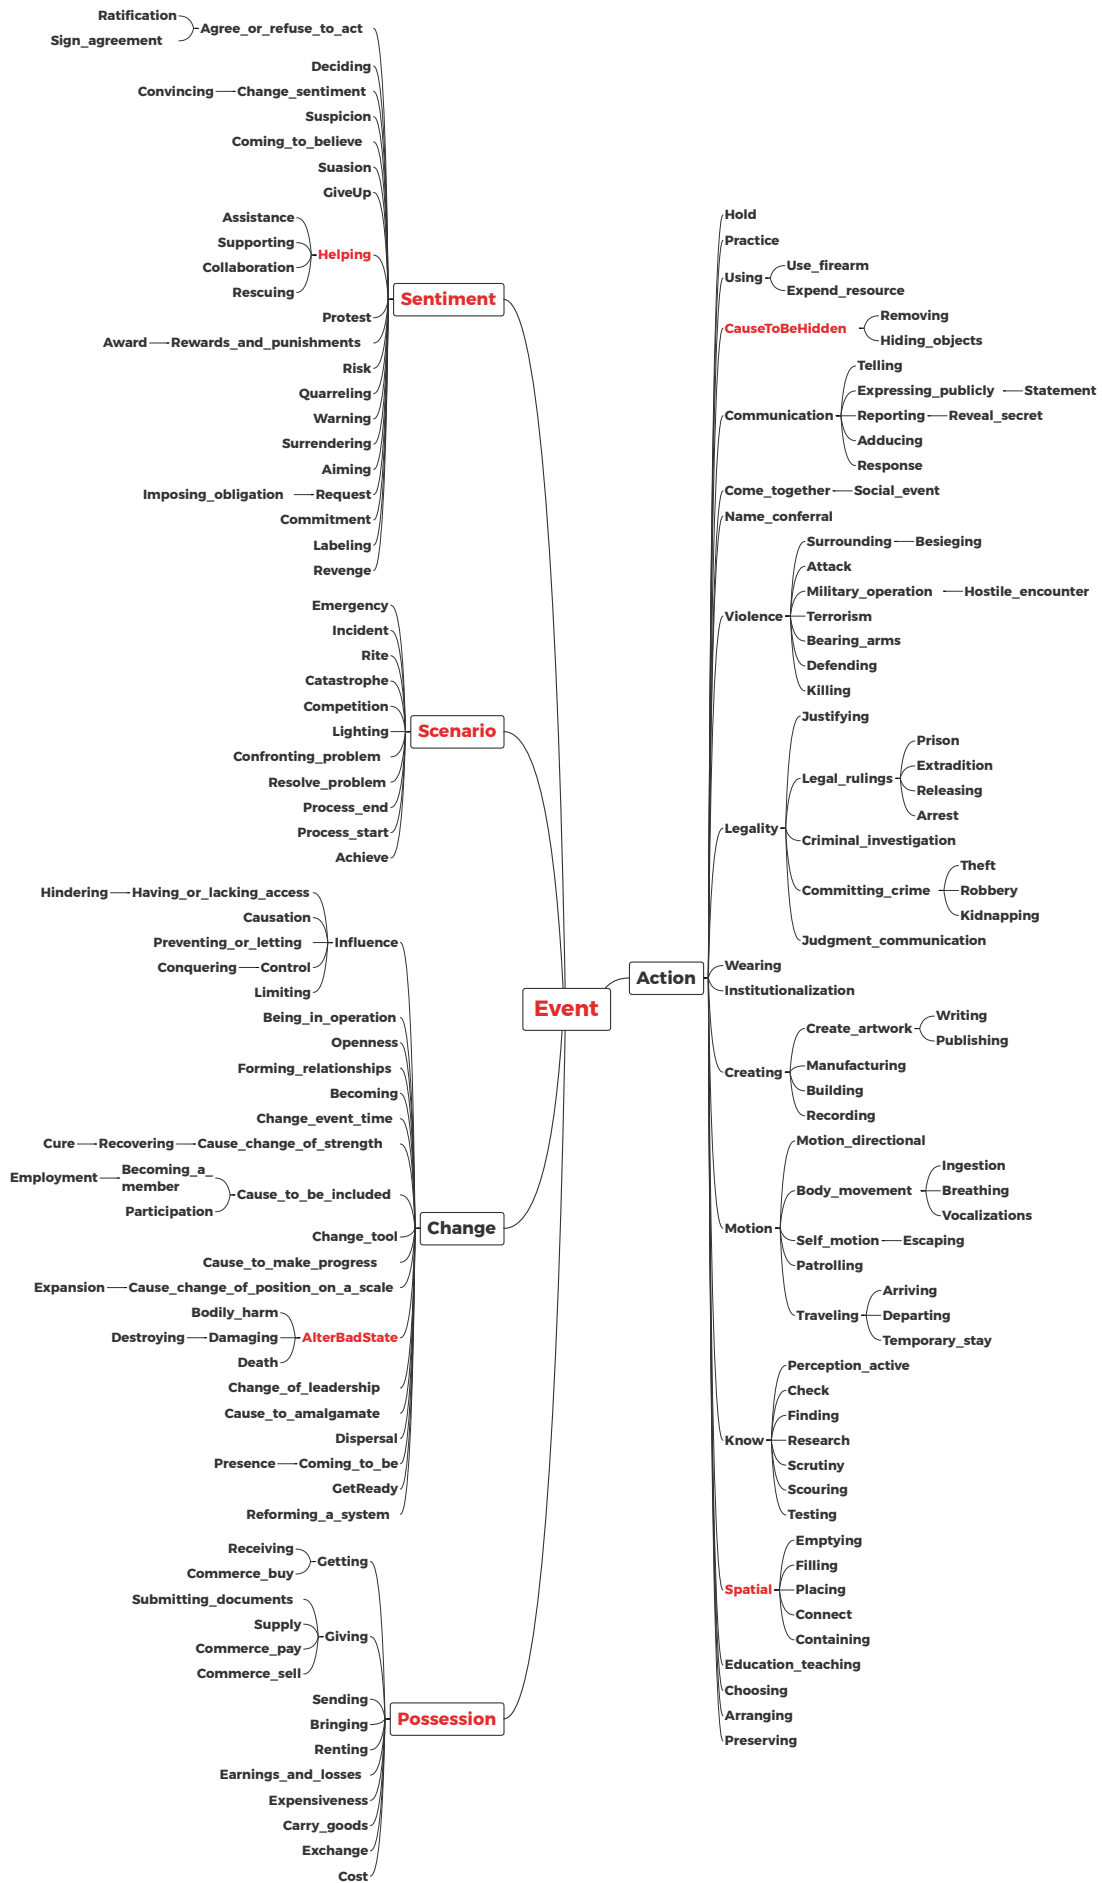 Ratification
Sign_agreement
Agree_or_refuse_to_act
Deciding
Convincing
Change_sentiment
Suspicion
Coming_to_believe
Suasion
GiveUp
Assistance
Supporting
Collaboration
Rescuing
Helping
Protest
Award
Rewards_and_punishments
Risk
Quarreling
Warning
Surrendering
Aiming
Imposing_obligation
Request
Commitment
Labeling
Revenge
Sentiment
Emergency
Incident
Rite
Catastrophe
Competition
Lighting
Confronting_problem
Resolve_problem
Process_end
Process_start
Achieve
Scenario
Hindering
Having_or_lacking_access
Causation
Preventing_or_letting
Conquering
Control
Limiting
Influence
Being_in_operation
Openness
Forming_relationships
Becoming
Change_event_time
Cure
Recovering
Cause_change_of_strength
Employment
Becoming_a_
member
Participation
Cause_to_be_included
Change_tool
Cause_to_make_progress
Expansion
Cause_change_of_position_on_a_scale
Bodily_harm
Destroying
Damaging
Death
AlterBadState
Change_of_leadership
Cause_to_amalgamate
Dispersal
Presence
Coming_to_be
GetReady
Reforming_a_system
Change
Receiving
Commerce_buy
Getting
Submitting_documents
Supply
Commerce_pay
Commerce_sell
Giving
Sending
Bringing
Renting
Earnings_and_losses
Expensiveness
Carry_goods
Exchange
Cost
Possession
Event
Action
Hold
Practice
Using
Use_firearm
Expend_resource
CauseToBeHidden
Removing
Hiding_objects
Communication
Telling
Expressing_publicly
Statement
Reporting
Reveal_secret
Adducing
Response
Come_together
Social_event
Name_conferral
Violence
Surrounding
Besieging
Attack
Military_operation
Hostile_encounter
Terrorism
Bearing_arms
Defending
Killing
Legality
Justifying
Legal_rulings
Prison
Extradition
Releasing
Arrest
Criminal_investigation
Committing_crime
Theft
Robbery
Kidnapping
Judgment_communication
Wearing
Institutionalization
Creating
Create_artwork
Writing
Publishing
Manufacturing
Building
Recording
Motion
Motion_directional
Body_movement
Ingestion
Breathing
Vocalizations
Self_motion
Escaping
Patrolling
Traveling
Arriving
Departing
Temporary_stay
Know
Perception_active
Check
Finding
Research
Scrutiny
Scouring
Testing
Spatial
Emptying
Filling
Placing
Connect
Containing
Education_teaching
Choosing
Arranging
Preserving